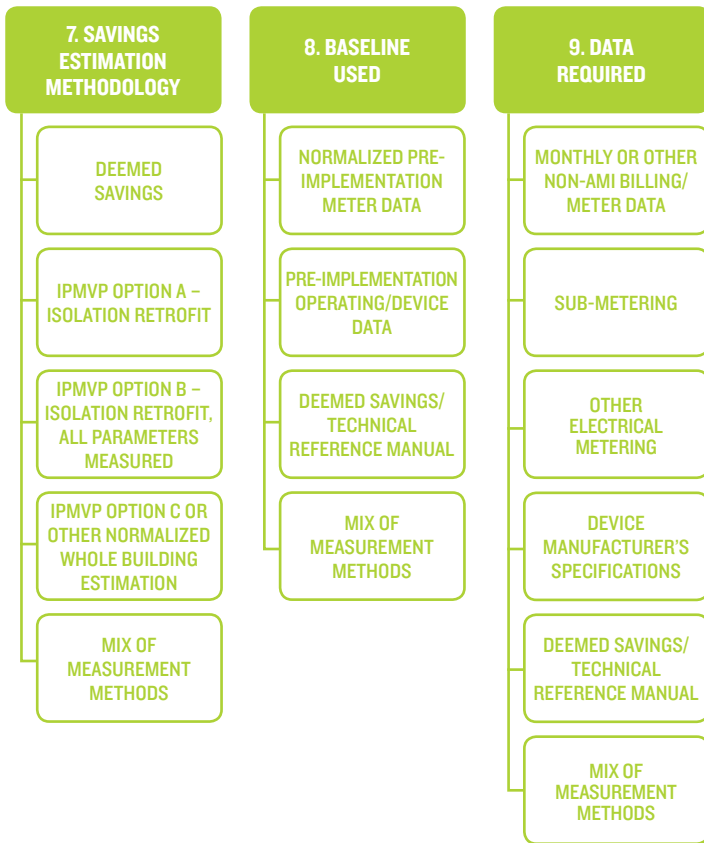 7. SAVINGS
ESTIMATION
METHODOLOGY
DEEMED
SAVINGS
IPMVP OPTION A –
ISOLATION RETROFIT
IPMVP OPTION B –
ISOLATION RETROFIT,
ALL PARAMETERS
MEASURED
IPMVP OPTION C OR
OTHER NORMALIZED
WHOLE BUILDING
ESTIMATION
MIX OF
MEASUREMENT
METHODS
8. BASELINE
USED
NORMALIZED PRE-
IMPLEMENTATION
METER DATA
PRE-IMPLEMENTATION
OPERATING/DEVICE
DATA
DEEMED SAVINGS/
TECHNICAL
REFERENCE MANUAL
MIX OF
MEASUREMENT
METHODS
9. DATA
REQUIRED
MONTHLY OR OTHER
NON-AMI BILLING/
METER DATA
SUB-METERING
OTHER
ELECTRICAL
METERING
DEVICE
MANUFACTURER'S
SPECIFICATIONS
DEEMED SAVINGS/
TECHNICAL
REFERENCE MANUAL
MIX OF
MEASUREMENT
METHODS